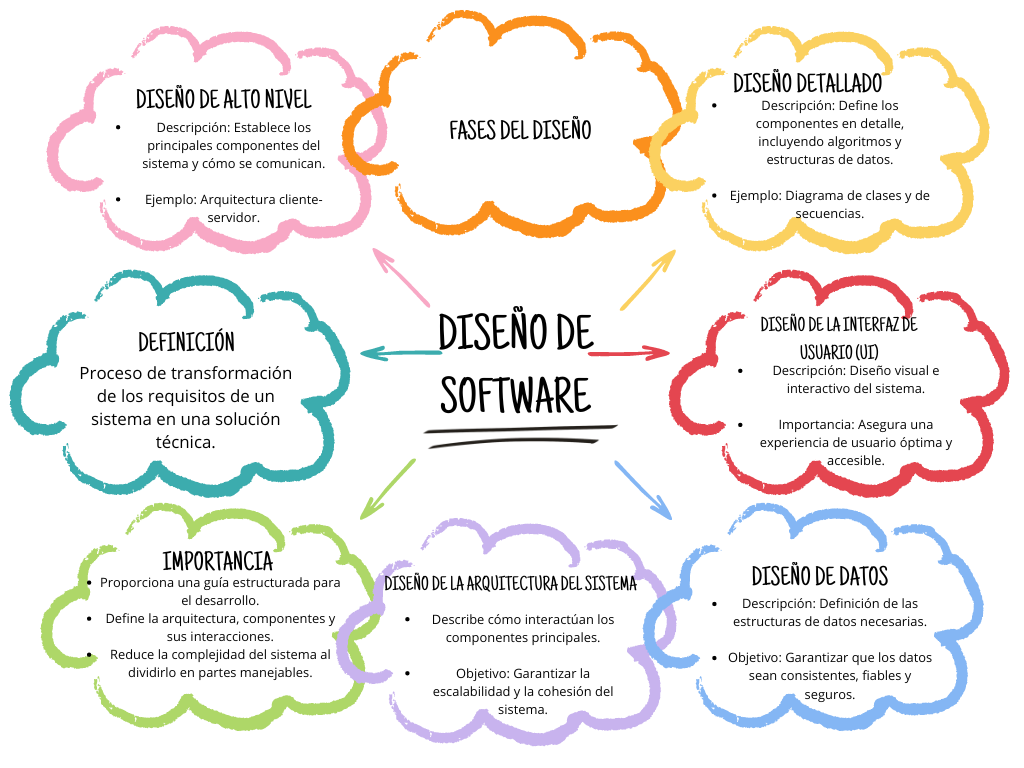 DISEÑO DE ALTO NIVEL
• Descripción: Establece los
principales componentes del
sistema y cómo se comunican.
• Ejemplo: Arquitectura cliente-
servidor.
FASES DEL DISEÑO
DISEÑO DETALLADO
• Descripción: Define los
componentes en detalle,
incluyendo algoritmos y
estructuras de datos.
• Ejemplo: Diagrama de clases y de
secuencias.
DEFINICIÓN
Proceso de transformación
de los requisitos de un
sistema en una solución
técnica.
DISEÑO DE
SOFTWARE
DISEÑO DE LA INTERFAZ DE
USUARIO (UI)
• Descripción: Diseño visual e
interactivo del sistema.
• Importancia: Asegura una
experiencia de usuario óptima y
accesible.
IMPORTANCIA
• Proporciona una guía estructurada para
el desarrollo.
• Define la arquitectura, componentes y
sus interacciones.
• Reduce la complejidad del sistema al
dividirlo en partes manejables.
DISEÑO DE LA ARQUITECTURA DEL SISTEMA
• Describe cómo interactúan los
componentes principales.
• Objetivo: Garantizar la
escalabilidad y la cohesión del
sistema.
DISEÑO DE DATOS
• Descripción: Definición de las
estructuras de datos necesarias.
• Objetivo: Garantizar que los datos
sean consistentes, fiables y
seguros.